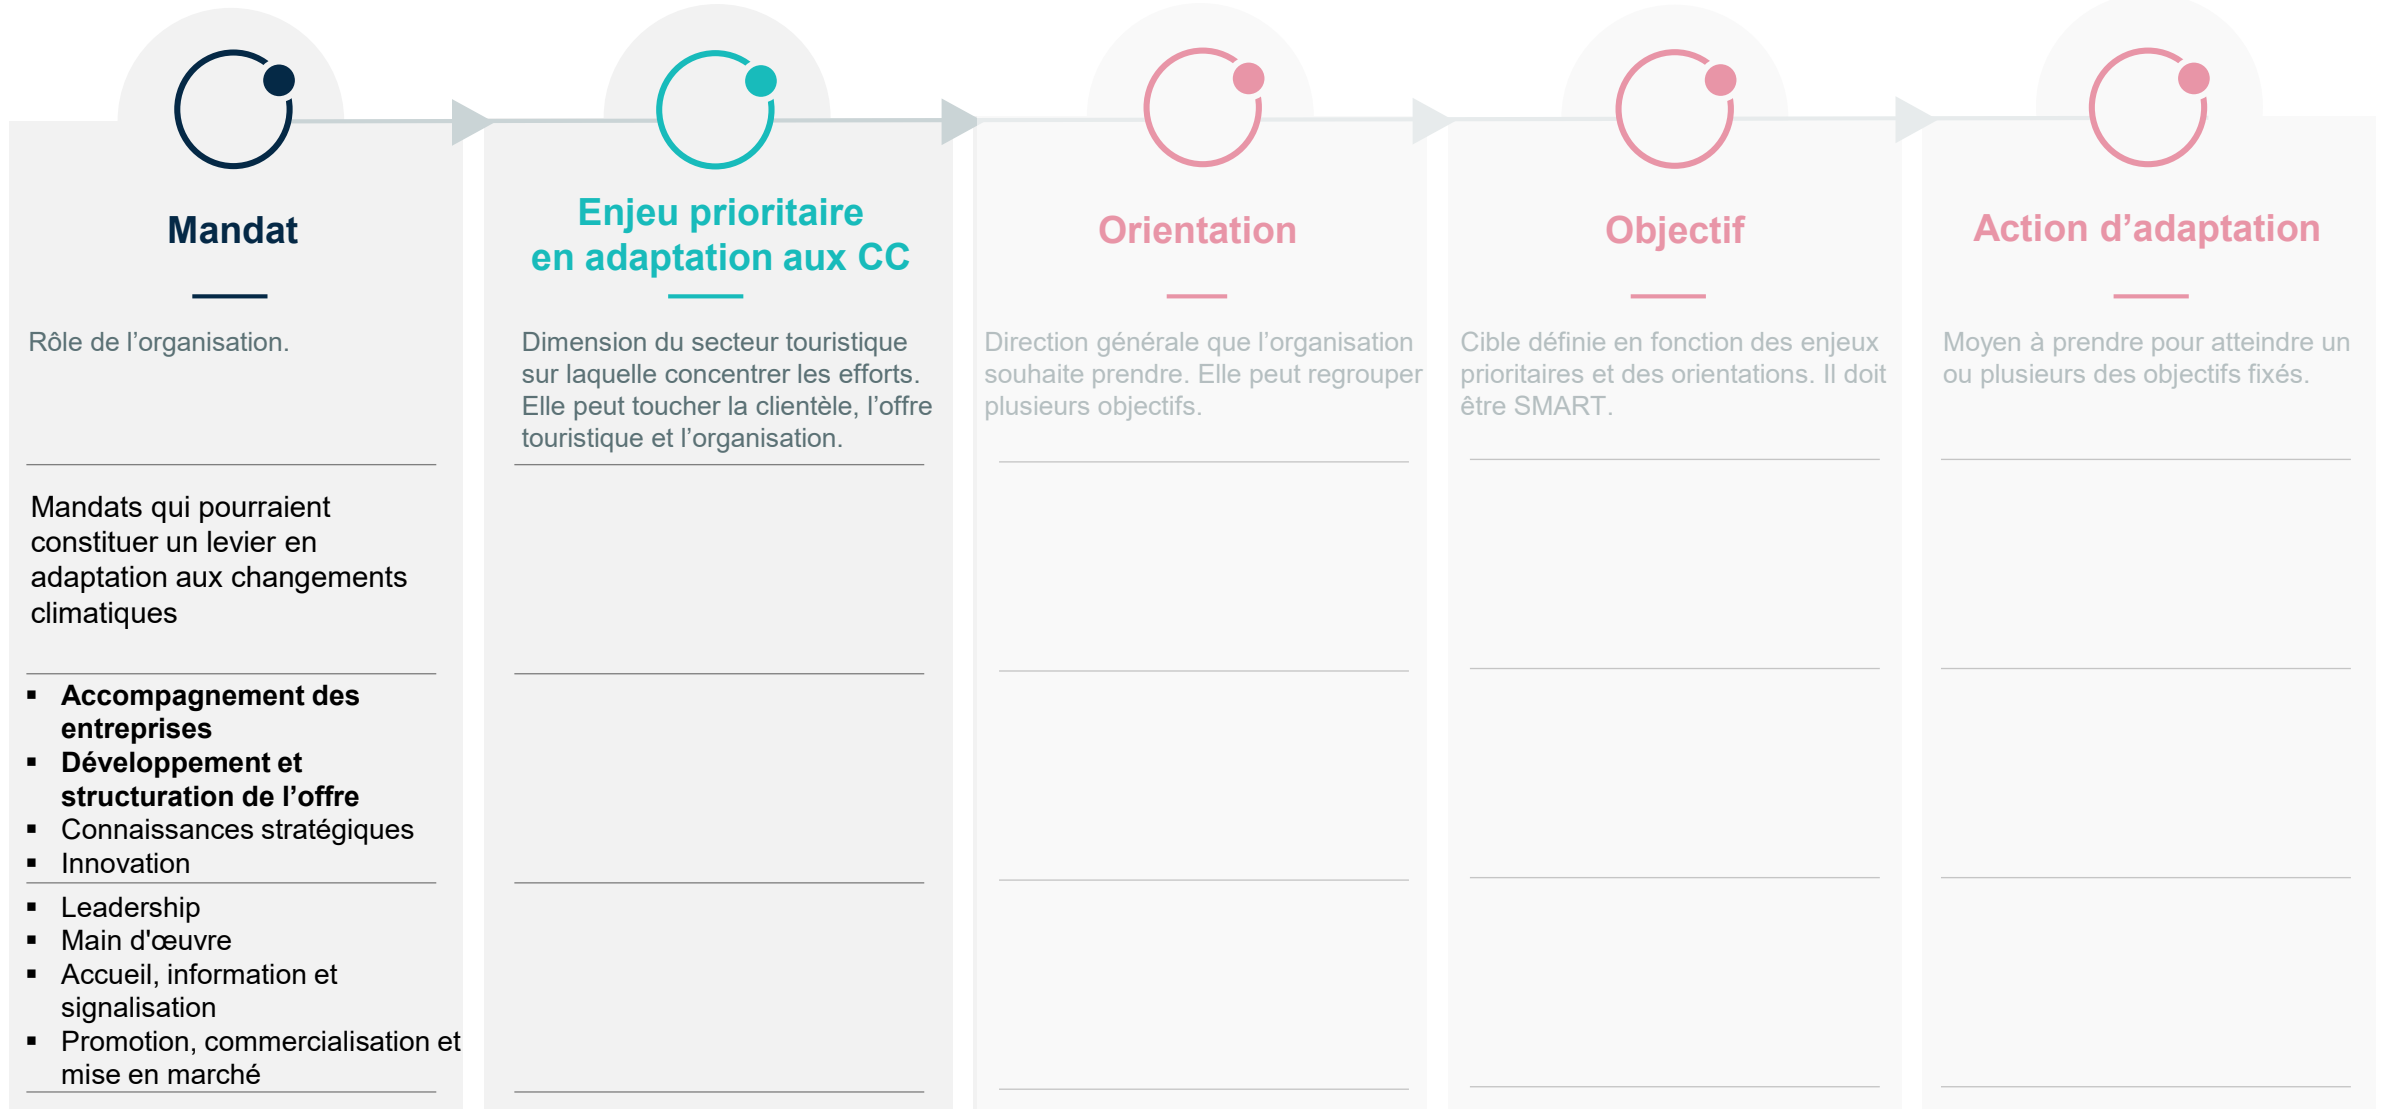 Mandat
Rôle de l’organisation.
Mandats qui pourraient
constituer un levier en
adaptation aux changements
climatiques
▪ Accompagnement des
entreprises
▪ Développement et
structuration de l’offre
▪ Connaissances stratégiques
▪ Innovation
▪ Leadership
▪ Main d'œuvre
▪ Accueil, information et
signalisation
▪ Promotion, commercialisation et
mise en marché
Enjeu prioritaire
en adaptation aux CC
Dimension du secteur touristique
sur laquelle concentrer les efforts.
Elle peut toucher la clientèle, l’offre
touristique et l’organisation.
Orientation
Direction générale que l’organisation
souhaite prendre. Elle peut regrouper
plusieurs objectifs.
Objectif
Cible définie en fonction des enjeux
prioritaires et des orientations. Il doit
être SMART.
Action d’adaptation
Moyen à prendre pour atteindre un
ou plusieurs des objectifs fixés.